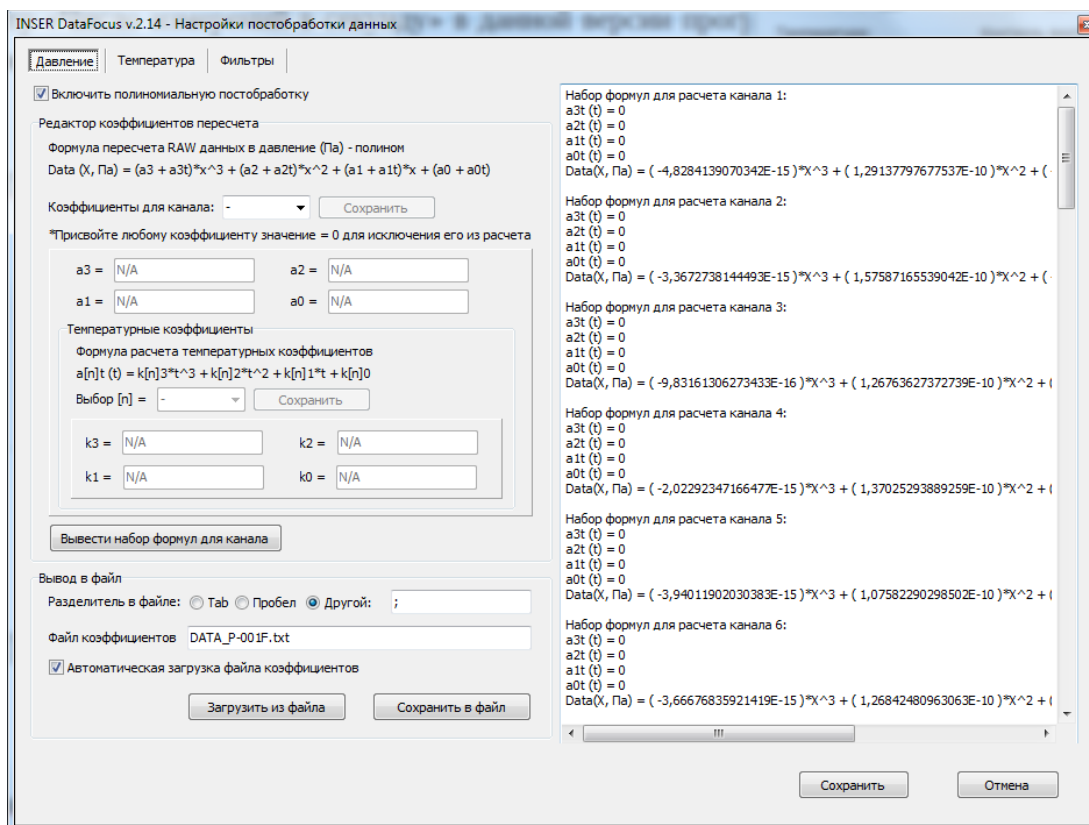 INSER DataFocus v.2.14 - Настройки постобработки данных
Давление Температура Фильтры
Включить полиномиальную постобработку
Редактор коэффициентов пересчета
Формула пересчета RAW данных в давление (Па) - полином
Data (X, Па) = (a3 + a3t)*x^3 + (a2 + a2t)*x^2 + (a1 + a1t)*x + (a0 + a0t)
Коэффициенты для канала: - Сохранить
*Присвойте любому коэффициенту значение = 0 для исключения его из расчета
a3 = N/A a2 = N/A
a1 = N/A a0 = N/A
Температурные коэффициенты
Формула расчета температурных коэффициентов
a[n]t (t) = k[n]3*t^3 + k[n]2*t^2 + k[n]1*t + k[n]0
Выбор [n] = - Сохранить
k3 = N/A k2 = N/A
k1 = N/A k0 = N/A
Вывести набор формул для канала
Вывод в файл
Разделитель в файле: Tab Пробел Другой: ;
Файл коэффициентов DATA_P-001F.txt
Автоматическая загрузка файла коэффициентов
Загрузить из файла Сохранить в файл
Набор формул для расчета канала 1:
a3t (t) = 0
a2t (t) = 0
a1t (t) = 0
a0t (t) = 0
Data(X, Па) = ( -4,8284139070342E-15 )*X^3 + ( 1,29137797677537E-10 )*X^2 + ( -
Набор формул для расчета канала 2:
a3t (t) = 0
a2t (t) = 0
a1t (t) = 0
a0t (t) = 0
Data(X, Па) = ( -3,3672738144493E-15 )*X^3 + ( 1,57587165539042E-10 )*X^2 + ( -
Набор формул для расчета канала 3:
a3t (t) = 0
a2t (t) = 0
a1t (t) = 0
a0t (t) = 0
Data(X, Па) = ( -9,83161306273433E-16 )*X^3 + ( 1,26763627372739E-10 )*X^2 + (
Набор формул для расчета канала 4:
a3t (t) = 0
a2t (t) = 0
a1t (t) = 0
a0t (t) = 0
Data(X, Па) = ( -2,02292347166477E-15 )*X^3 + ( 1,37025293889259E-10 )*X^2 + (
Набор формул для расчета канала 5:
a3t (t) = 0
a2t (t) = 0
a1t (t) = 0
a0t (t) = 0
Data(X, Па) = ( -3,94011902030383E-15 )*X^3 + ( 1,07582290298502E-10 )*X^2 + (
Набор формул для расчета канала 6:
a3t (t) = 0
a2t (t) = 0
a1t (t) = 0
a0t (t) = 0
Data(X, Па) = ( -3,66676835921419E-15 )*X^3 + ( 1,26842480963063E-10 )*X^2 + (
Сохранить Отмена